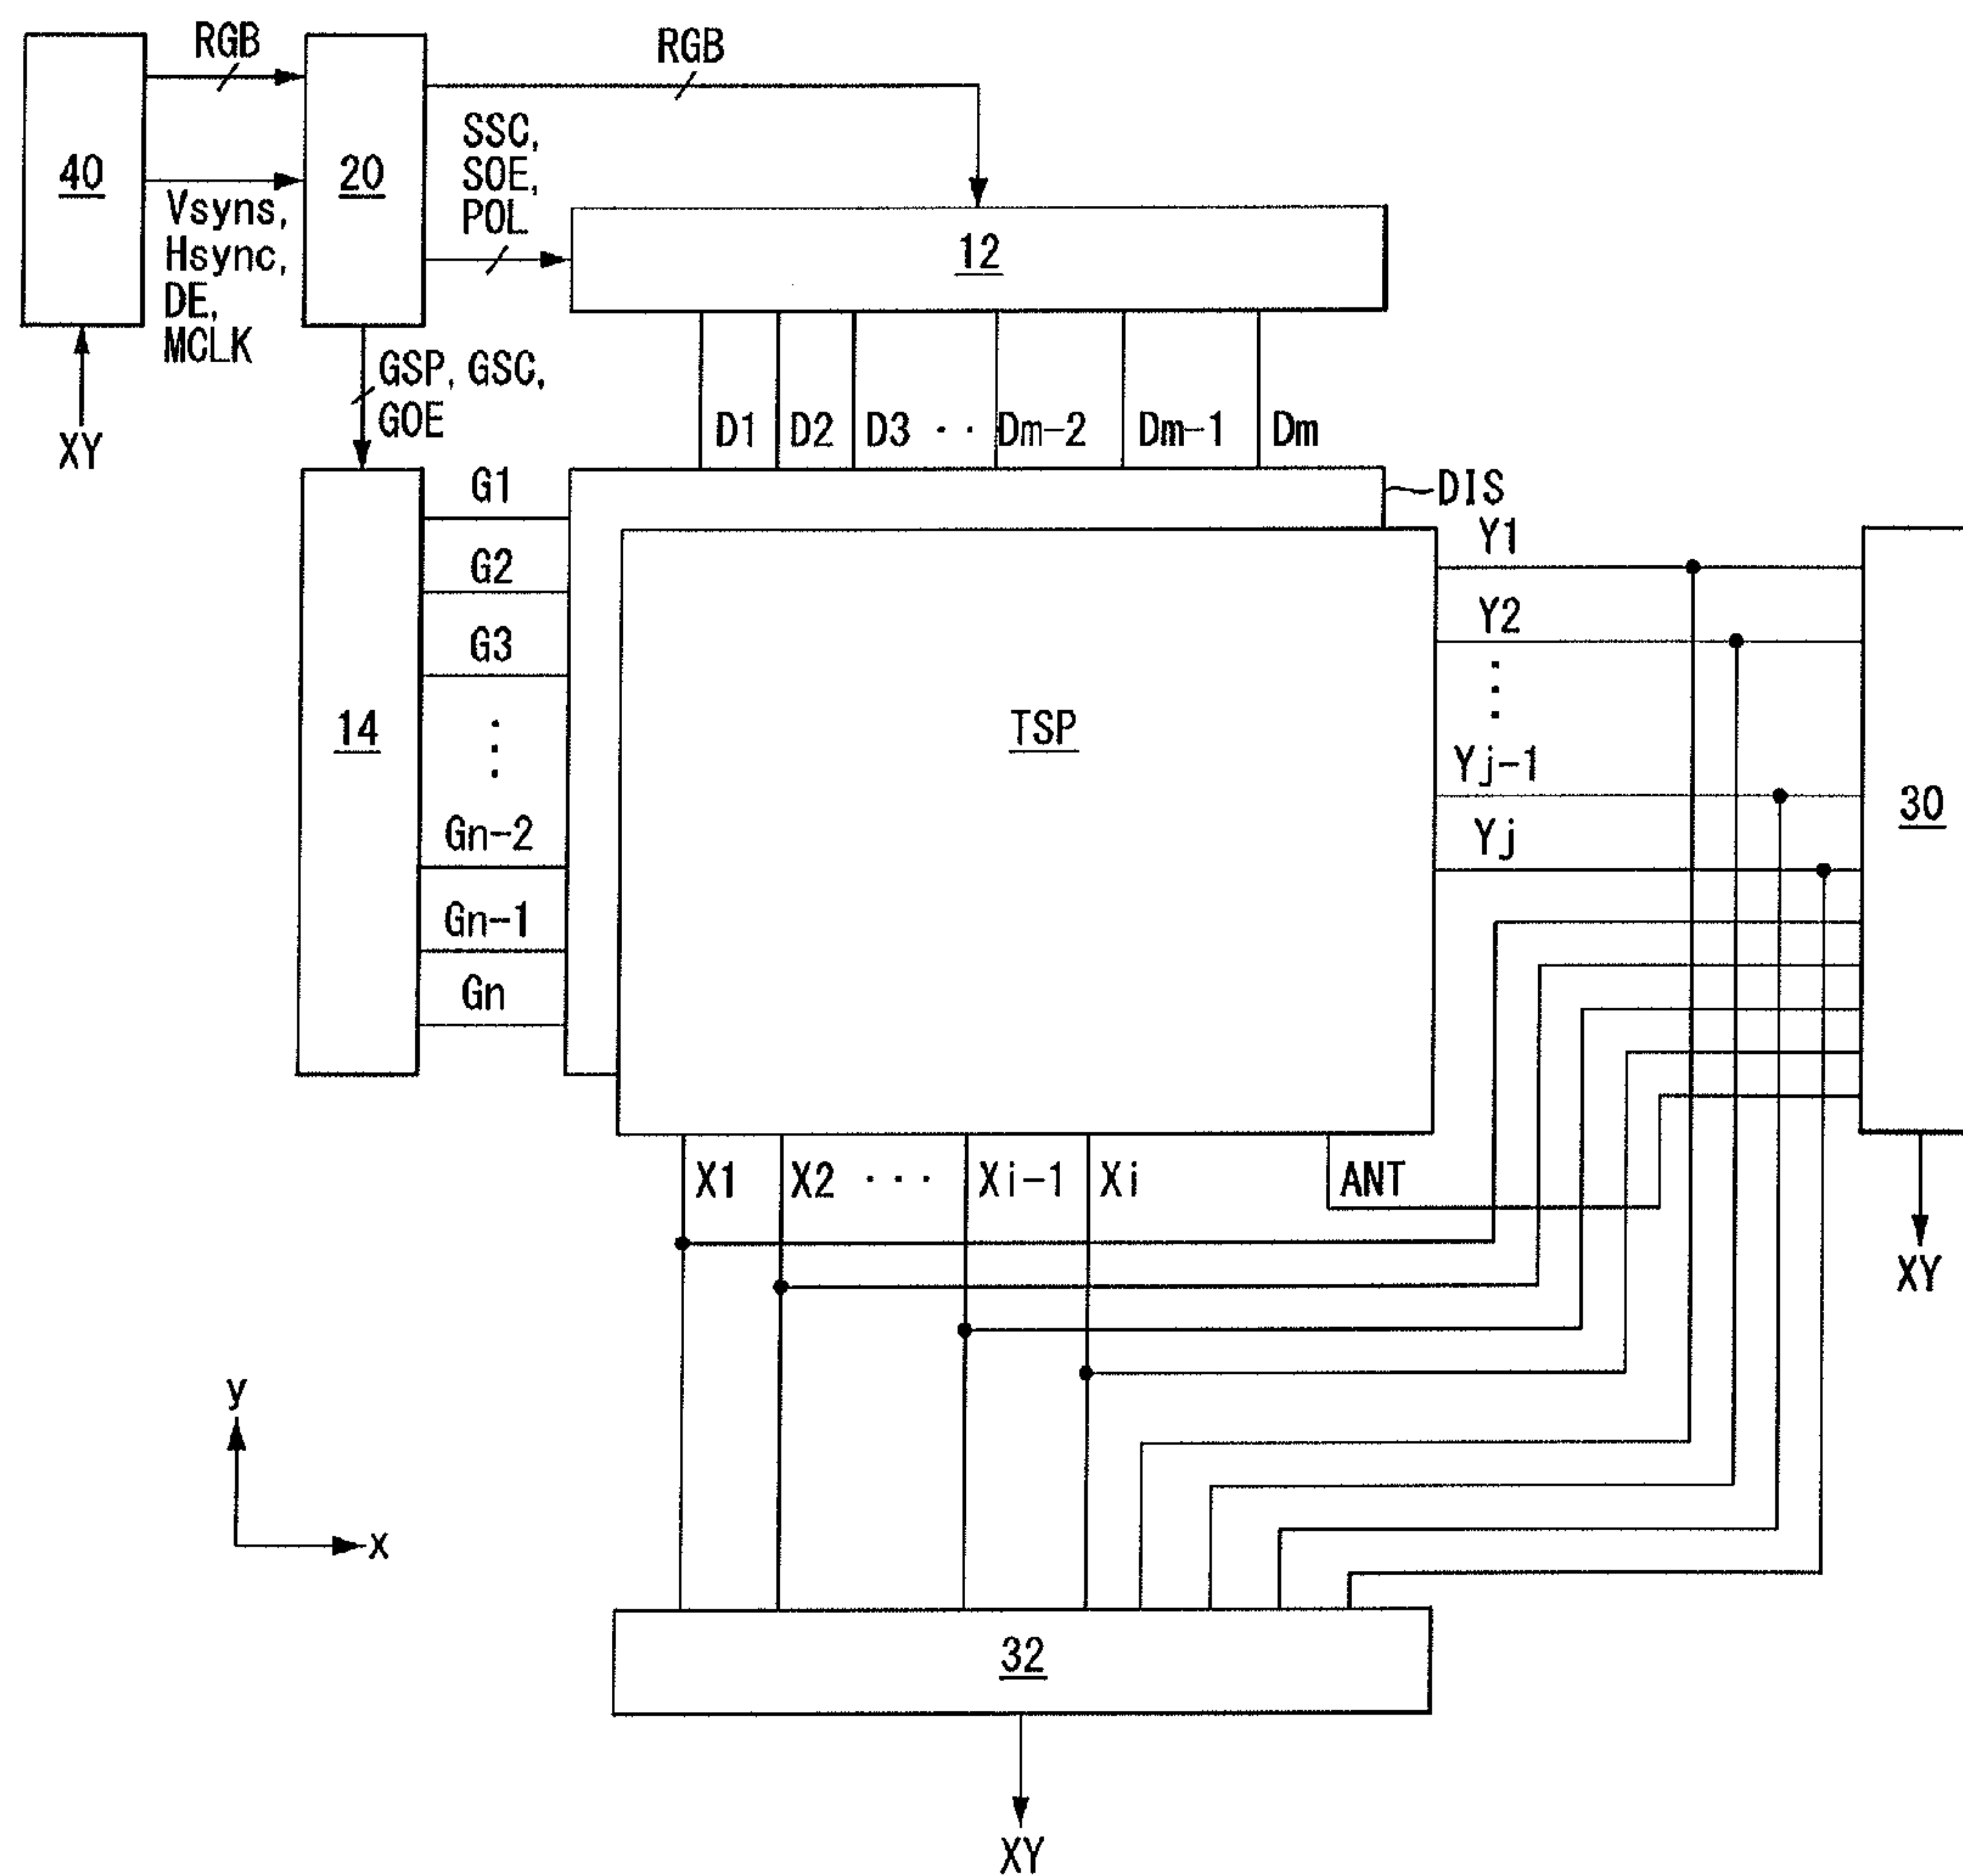 RGB
RGB
40
20
SSC,
SOE,
POL
Vsyns,
Hsync,
DE,
MCLK
12
GSP, GSC,
GOE
XY
D1 D2 D3 ·· Dm-2 Dm-1 Dm
DIS
G1
G2
G3
14
Gn-2
Gn-1
Gn
TSP
Y1
Y2
Yj-1
Yj
30
X1 X2 ··· Xi-1 Xi ANT
XY
y
x
32
XY